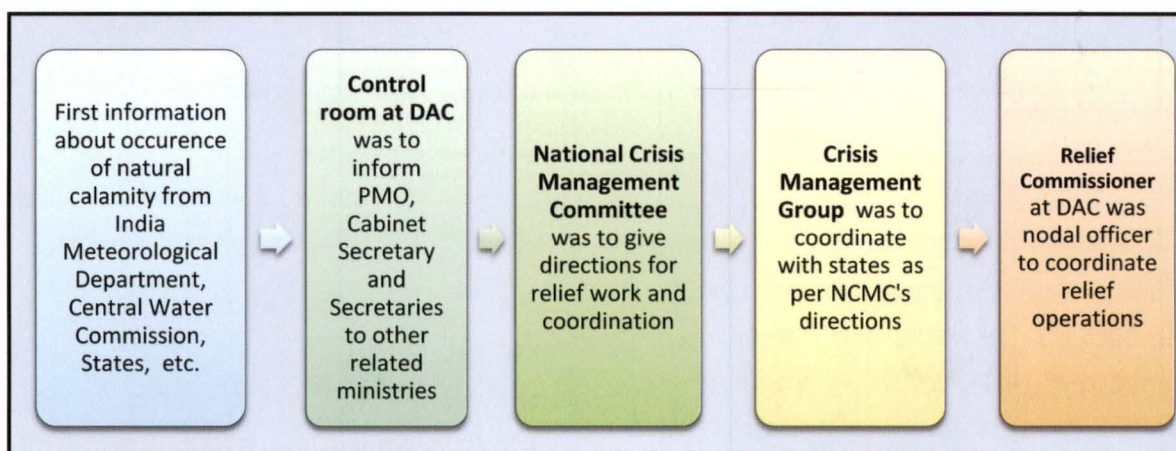 First information
about occurence
of natural
calamity from
India
Meteorological
Department,
Central Water
Commission,
States, etc.
Control
room at DAC
was to
inform
PMO,
Cabinet
Secretary
and
Secretaries
to other
related
ministries
National Crisis
Management
Committee
was to give
directions for
relief work and
coordination
Crisis
Management
Group was to
coordinate
with states as
per NCMC's
directions
Relief
Commissioner
at DAC was
nodal officer
to coordinate
relief
operations